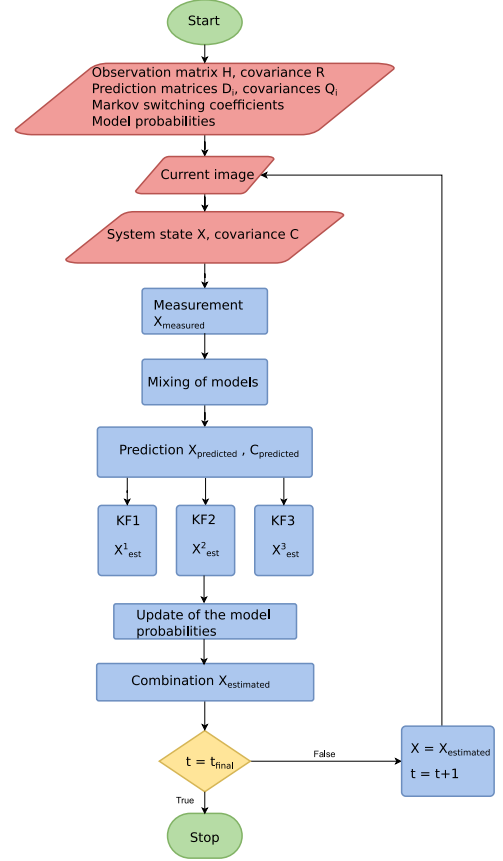 Start
Observation matrix H, covariance R
Prediction matrices Dᵢ, covariances Qᵢ
Markov switching coefficients
Model probabilities
Current image
System state X, covariance C
Measurement
Xmeasured
Mixing of models
Prediction Xpredicted , Cpredicted
KF1
X¹est
KF2
X²est
KF3
X³est
Update of the model
probabilities
Combination Xestimated
t = tfinal
False
X = Xestimated
t = t+1
True
Stop